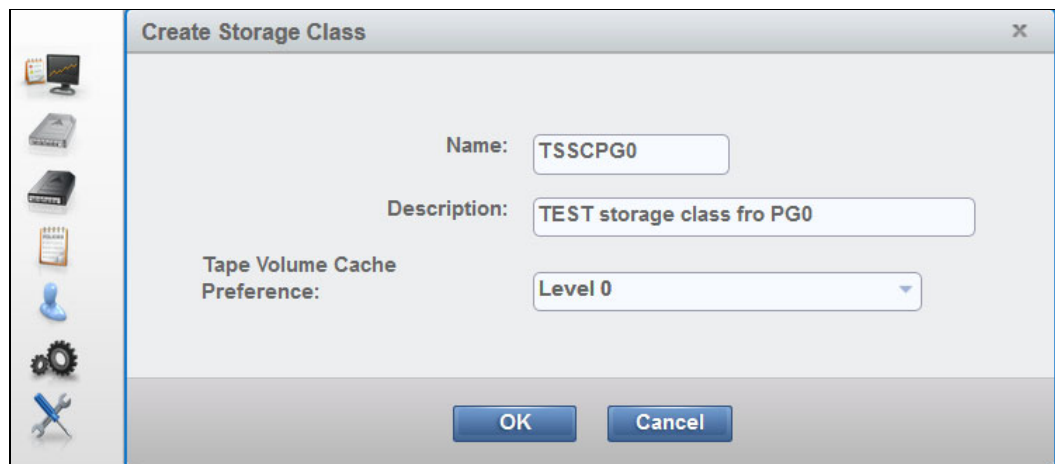 Create Storage Class
x
Name:
TSSCPG0
Description:
TEST storage class fro PG0
Tape Volume Cache
Preference:
Level 0
OK
Cancel